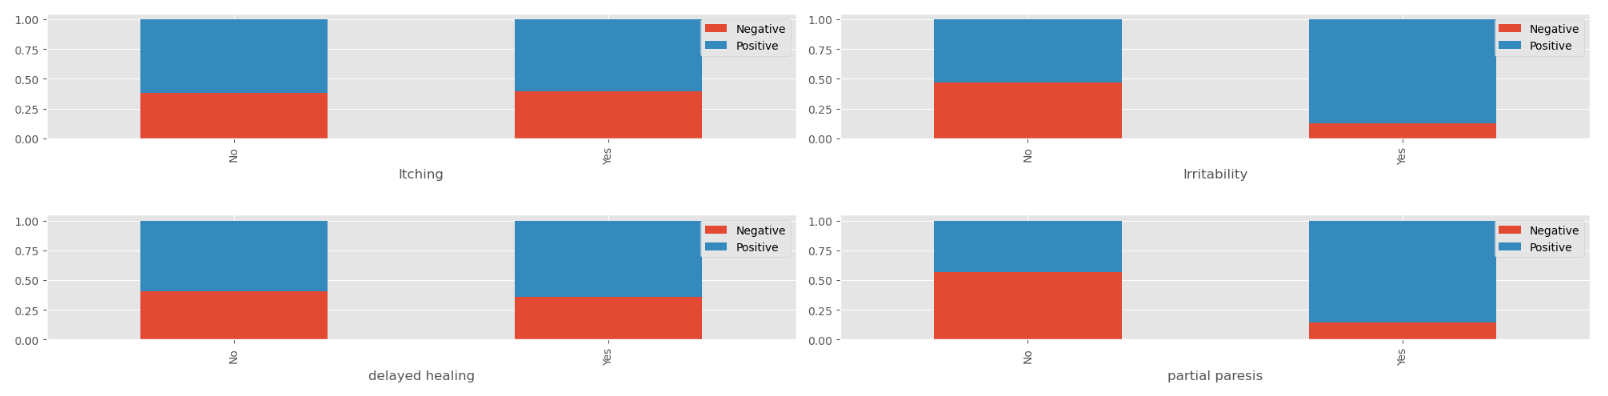 1.00
0.75
0.50
0.25
0.00
No
Yes
Itching
Negative
Positive
1.00
0.75
0.50
0.25
0.00
No
Yes
Irritability
Negative
Positive
1.00
0.75
0.50
0.25
0.00
No
Yes
delayed healing
Negative
Positive
1.00
0.75
0.50
0.25
0.00
No
Yes
partial paresis
Negative
Positive